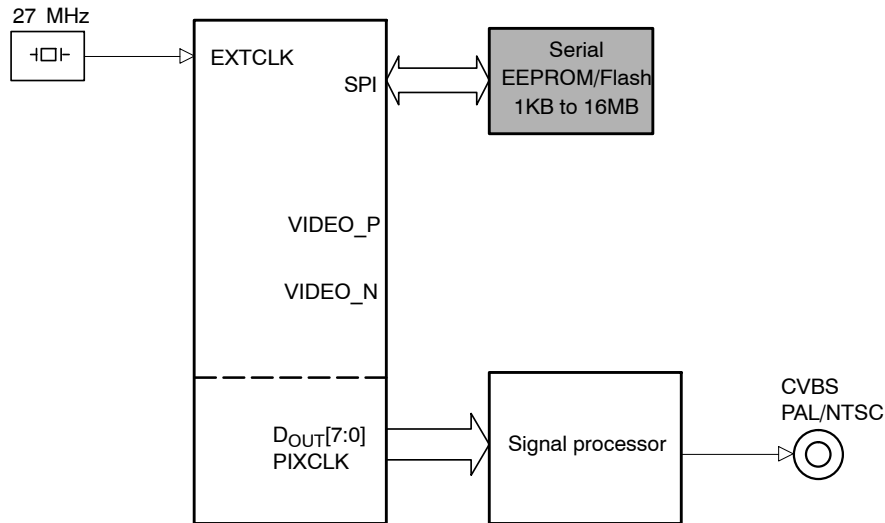 27 MHz
EXTCLK
SPI
Serial
EEPROM/Flash
1KB to 16MB
VIDEO_P
VIDEO_N
DOUT[7:0]
PIXCLK
Signal processor
CVBS
PAL/NTSC